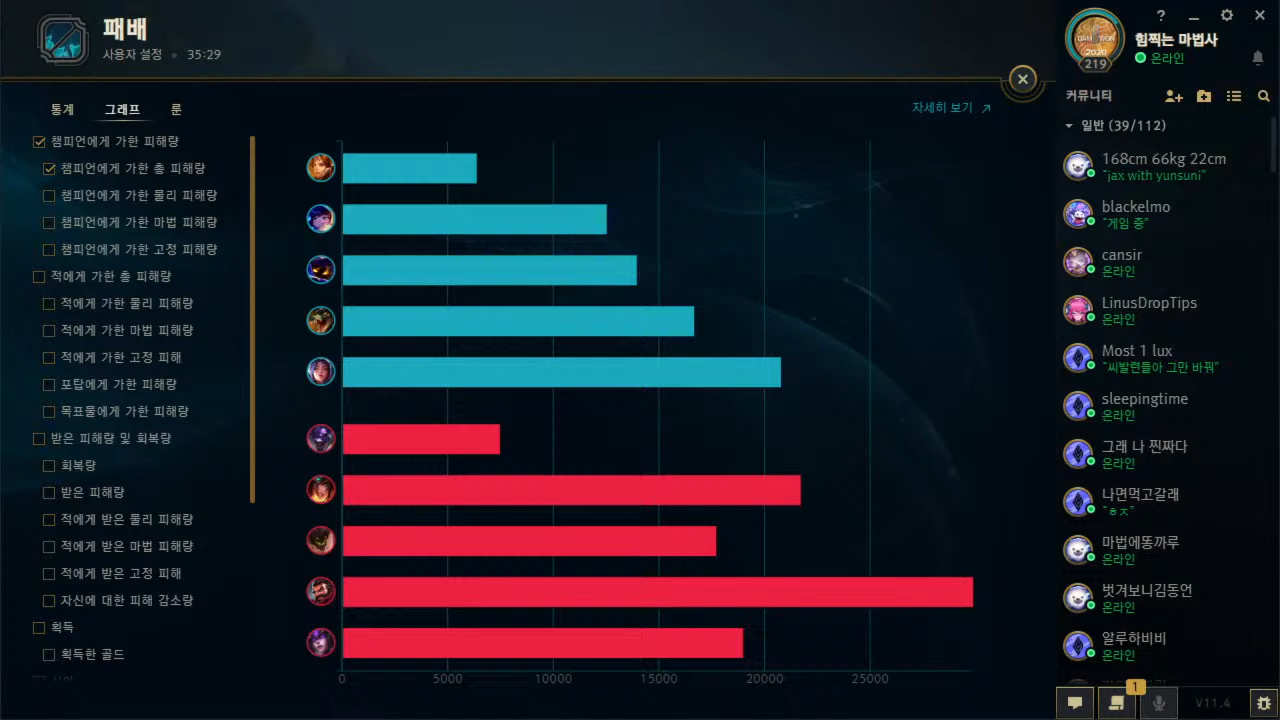 패배
사용자 설정 • 35:29
통계 그래프 룬
자세히 보기
챔피언에게 가한 피해량
챔피언에게 가한 총 피해량
챔피언에게 가한 물리 피해량
챔피언에게 가한 마법 피해량
챔피언에게 가한 고정 피해량
적에게 가한 총 피해량
적에게 가한 물리 피해량
적에게 가한 마법 피해량
적에게 가한 고정 피해
포탑에게 가한 피해량
목표물에게 가한 피해량
받은 피해량 및 회복량
회복량
받은 피해량
적에게 받은 물리 피해량
적에게 받은 마법 피해량
적에게 받은 고정 피해
자신에 대한 피해 감소량
획득
획득한 골드
0 5000 10000 15000 20000 25000
?
DAMWON
2020
219
힘찍는 마법사
온라인
커뮤니티
일반 (39/112)
168cm 66kg 22cm
"jax with yunsuni"
blackelmo
"게임 중"
cansir
온라인
LinusDropTips
온라인
Most 1 lux
"씨발련들아 그만 바꿔"
sleepingtime
온라인
그래 나 찐짜다
온라인
나면먹고갈래
"ㅎㅈ"
마법에똥까루
온라인
벗겨보니김동언
온라인
알루하비비
온라인
1
V11.4